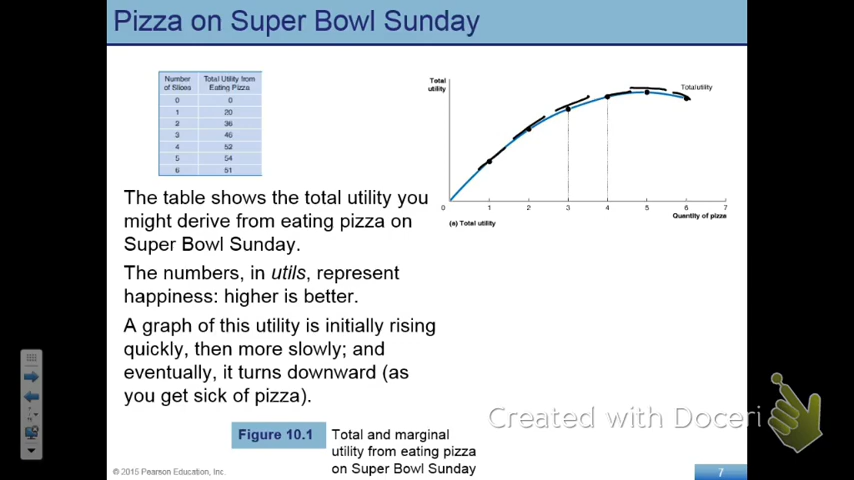 Pizza on Super Bowl Sunday
Number of Slices Total Utility from Eating Pizza
0 0
1 20
2 36
3 46
4 52
5 54
6 51
Total utility
Total utility
0 1 2 3 4 5 6 7
Quantity of pizza
(a) Total utility
The table shows the total utility you
might derive from eating pizza on
Super Bowl Sunday.
The numbers, in utils, represent
happiness: higher is better.
A graph of this utility is initially rising
quickly, then more slowly; and
eventually, it turns downward (as
you get sick of pizza).
Created with Doceri
Figure 10.1 Total and marginal
utility from eating pizza
on Super Bowl Sunday
© 2015 Pearson Education, Inc.
7